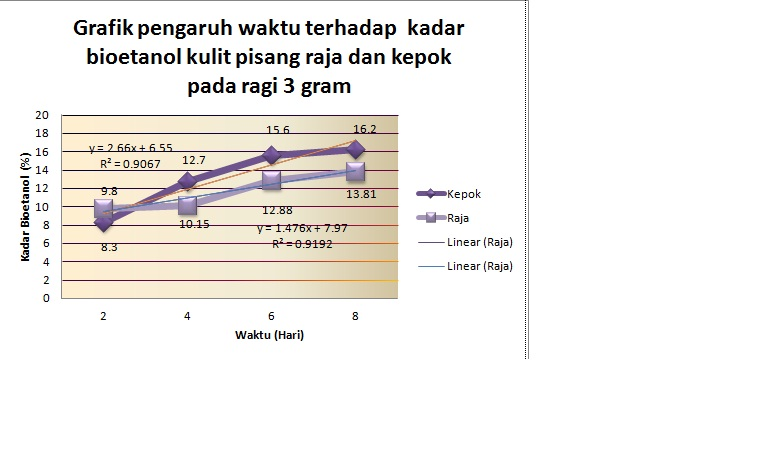 Grafik pengaruh waktu terhadap kadar
bioetanol kulit pisang raja dan kepok
pada ragi 3 gram
Kadar Bioetanol (%)
20
18
16
14
12
10
8
6
4
2
0
y = 2.66x + 6.55
R² = 0.9067
9.8
8.3
12.7
10.15
15.6
12.88
16.2
13.81
y = 1.476x + 7.97
R² = 0.9192
2
4
6
8
Waktu (Hari)
Kepok
Raja
Linear (Raja)
Linear (Raja)